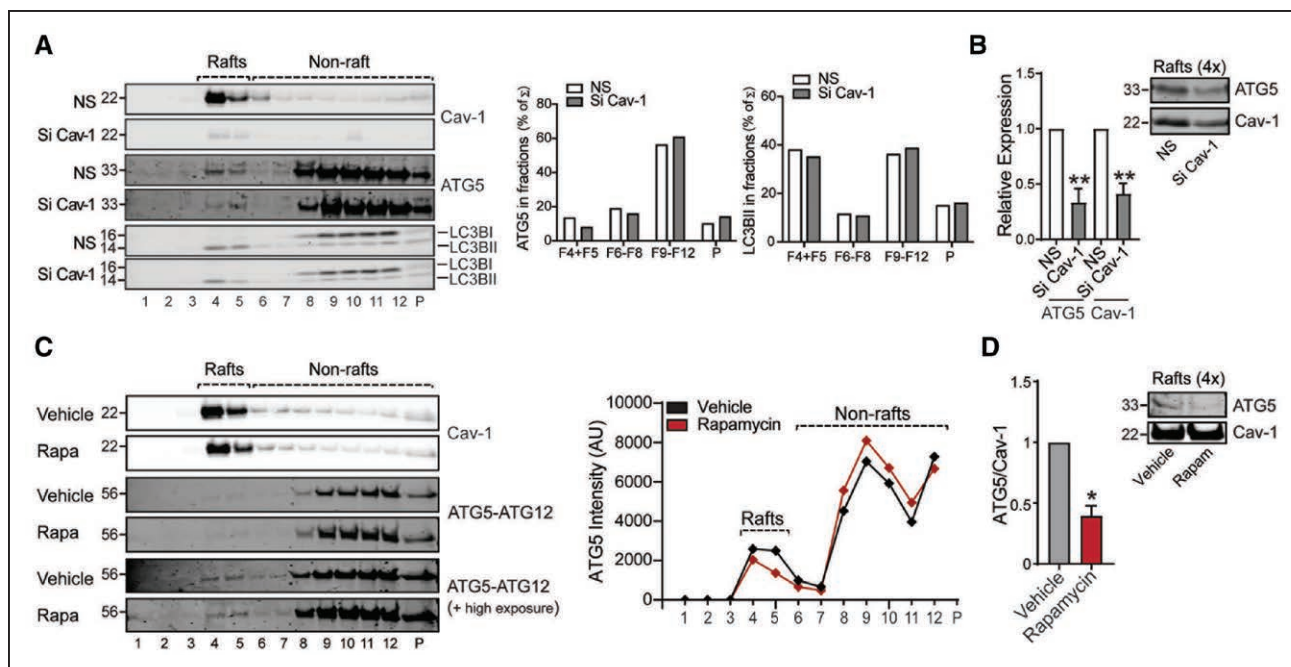 A
Rafts
Non-raft
NS 22
Cav-1
Si Cav-1 22
NS 33
ATG5
Si Cav-1 33
NS 16
14
LC3BI
LC3BII
Si Cav-1 16
14
LC3BI
LC3BII
1 2 3 4 5 6 7 8 9 10 11 12 P
ATG5 in fractions (% of Σ)
80
60
40
20
0
NS
Si Cav-1
F4+F5 F6-F8 F9-F12 P
LC3BII in fractions (% of Σ)
60
40
20
0
NS
Si Cav-1
F4+F5 F6-F8 F9-F12 P
B
Relative Expression
1.5
1.0
0.5
0.0
**
**
NS
Si Cav-1
NS
Si Cav-1
ATG5 Cav-1
Rafts (4x)
33 ATG5
22 Cav-1
NS
Si Cav-1
C
Rafts
Non-rafts
Vehicle 22
Cav-1
Rapa 22
Vehicle 56
ATG5-ATG12
Rapa 56
Vehicle 56
ATG5-ATG12
(+ high exposure)
Rapa 56
1 2 3 4 5 6 7 8 9 10 11 12 P
ATG5 Intensity (AU)
10000
8000
6000
4000
2000
0
Vehicle
Rapamycin
Non-rafts
Rafts
1 2 3 4 5 6 7 8 9 10 11 12 P
D
ATG5/Cav-1
1.5
1
0.5
0
*
Vehicle
Rapamycin
Rafts (4x)
33 ATG5
22 Cav-1
Vehicle
Rapam